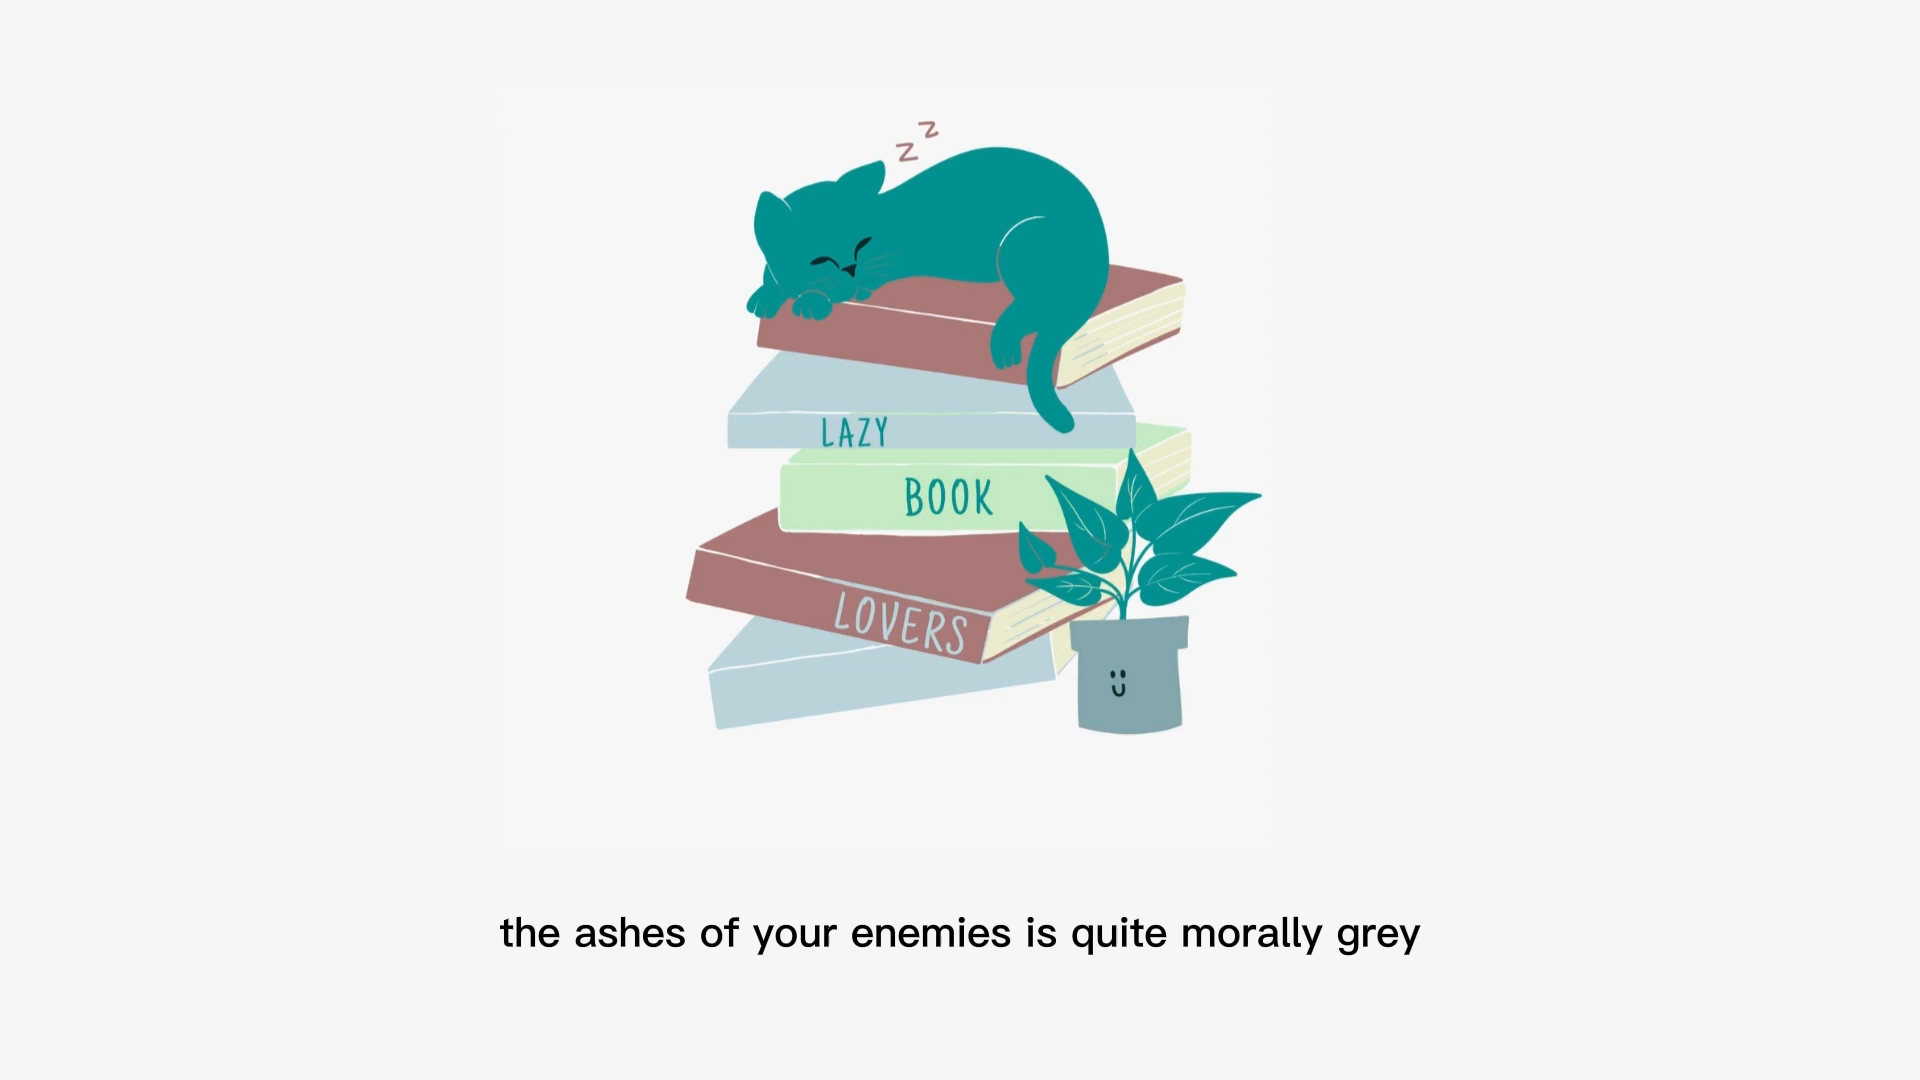 z
z
LAZY
BOOK
LOVERS
the ashes of your enemies is quite morally grey